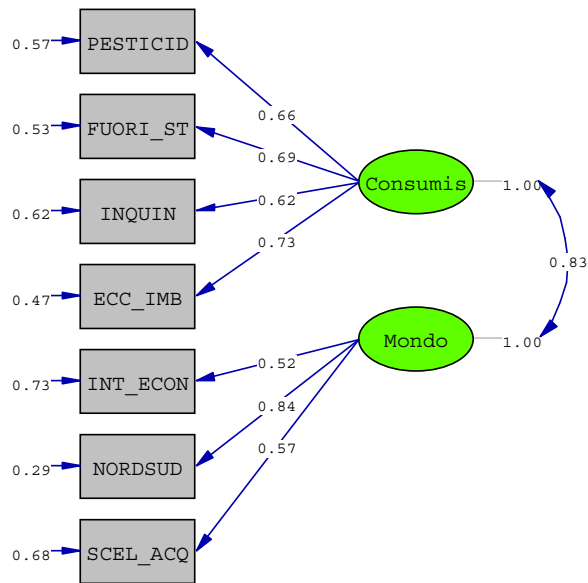 0.57 PESTICID
0.66
0.53 FUORI_ST
0.69
Consumis 1.00
0.62 INQUIN
0.62
0.73
0.83
0.47 ECC_IMB
Mondo 1.00
0.52
0.73 INT_ECON
0.84
0.57
0.29 NORDSUD
0.68 SCEL_ACQ